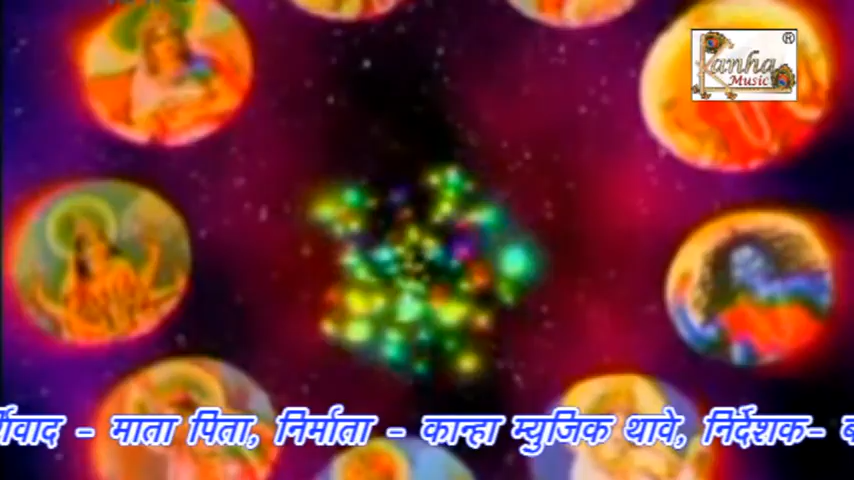 Kanha ®
Music
माता पिता, निर्माता - कान्हा म्युजिक थावे, निर्देशक-